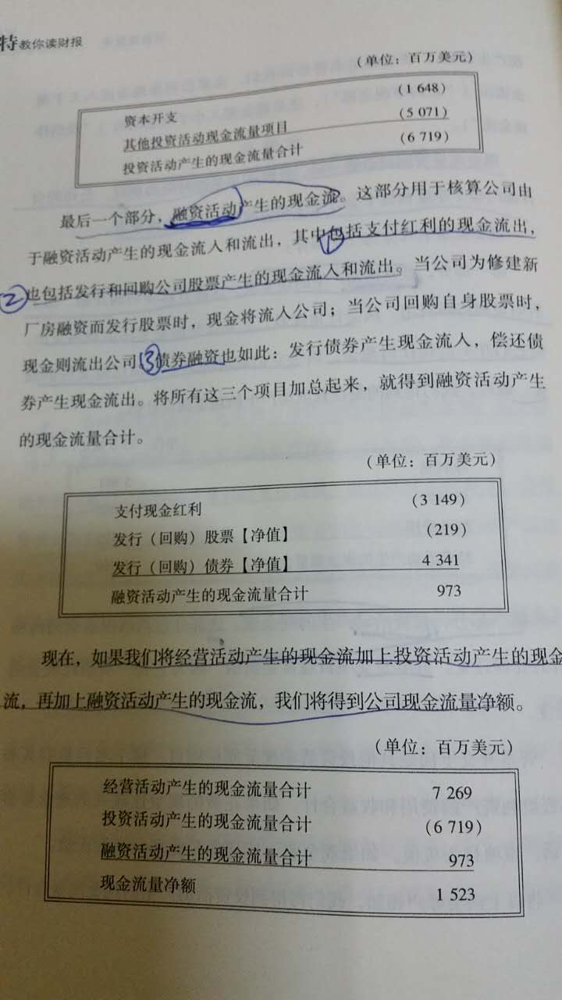 特教你读财报
(单位：百万美元)
资本开支 (1 648)
其他投资活动现金流量项目 (5 071)
投资活动产生的现金流量合计 (6 719)
最后一个部分，融资活动产生的现金流。这部分用于核算公司由
于融资活动产生的现金流入和流出，其中①包括支付红利的现金流出，
②也包括发行和回购公司股票产生的现金流入和流出。当公司为修建新
厂房融资而发行股票时，现金将流入公司；当公司回购自身股票时，
现金则流出公司③债券融资也如此：发行债券产生现金流入，偿还债
券产生现金流出。将所有这三个项目加总起来，就得到融资活动产生
的现金流量合计。
(单位：百万美元)
支付现金红利 (3 149)
发行（回购）股票【净值】 (219)
发行（回购）债券【净值】 4 341
融资活动产生的现金流量合计 973
现在，如果我们将经营活动产生的现金流加上投资活动产生的现金
流，再加上融资活动产生的现金流，我们将得到公司现金流量净额。
(单位：百万美元)
经营活动产生的现金流量合计 7 269
投资活动产生的现金流量合计 (6 719)
融资活动产生的现金流量合计 973
现金流量净额 1 523